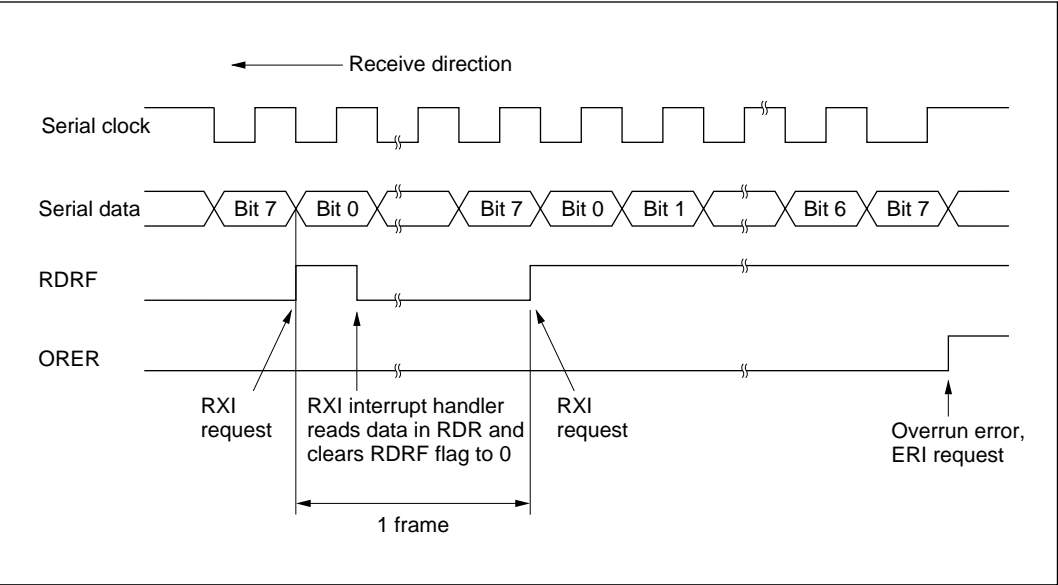 Receive direction
Serial clock
Serial data
Bit 7
Bit 0
Bit 7
Bit 0
Bit 1
Bit 6
Bit 7
RDRF
ORER
RXI
request
RXI interrupt handler
reads data in RDR and
clears RDRF flag to 0
RXI
request
Overrun error,
ERI request
1 frame